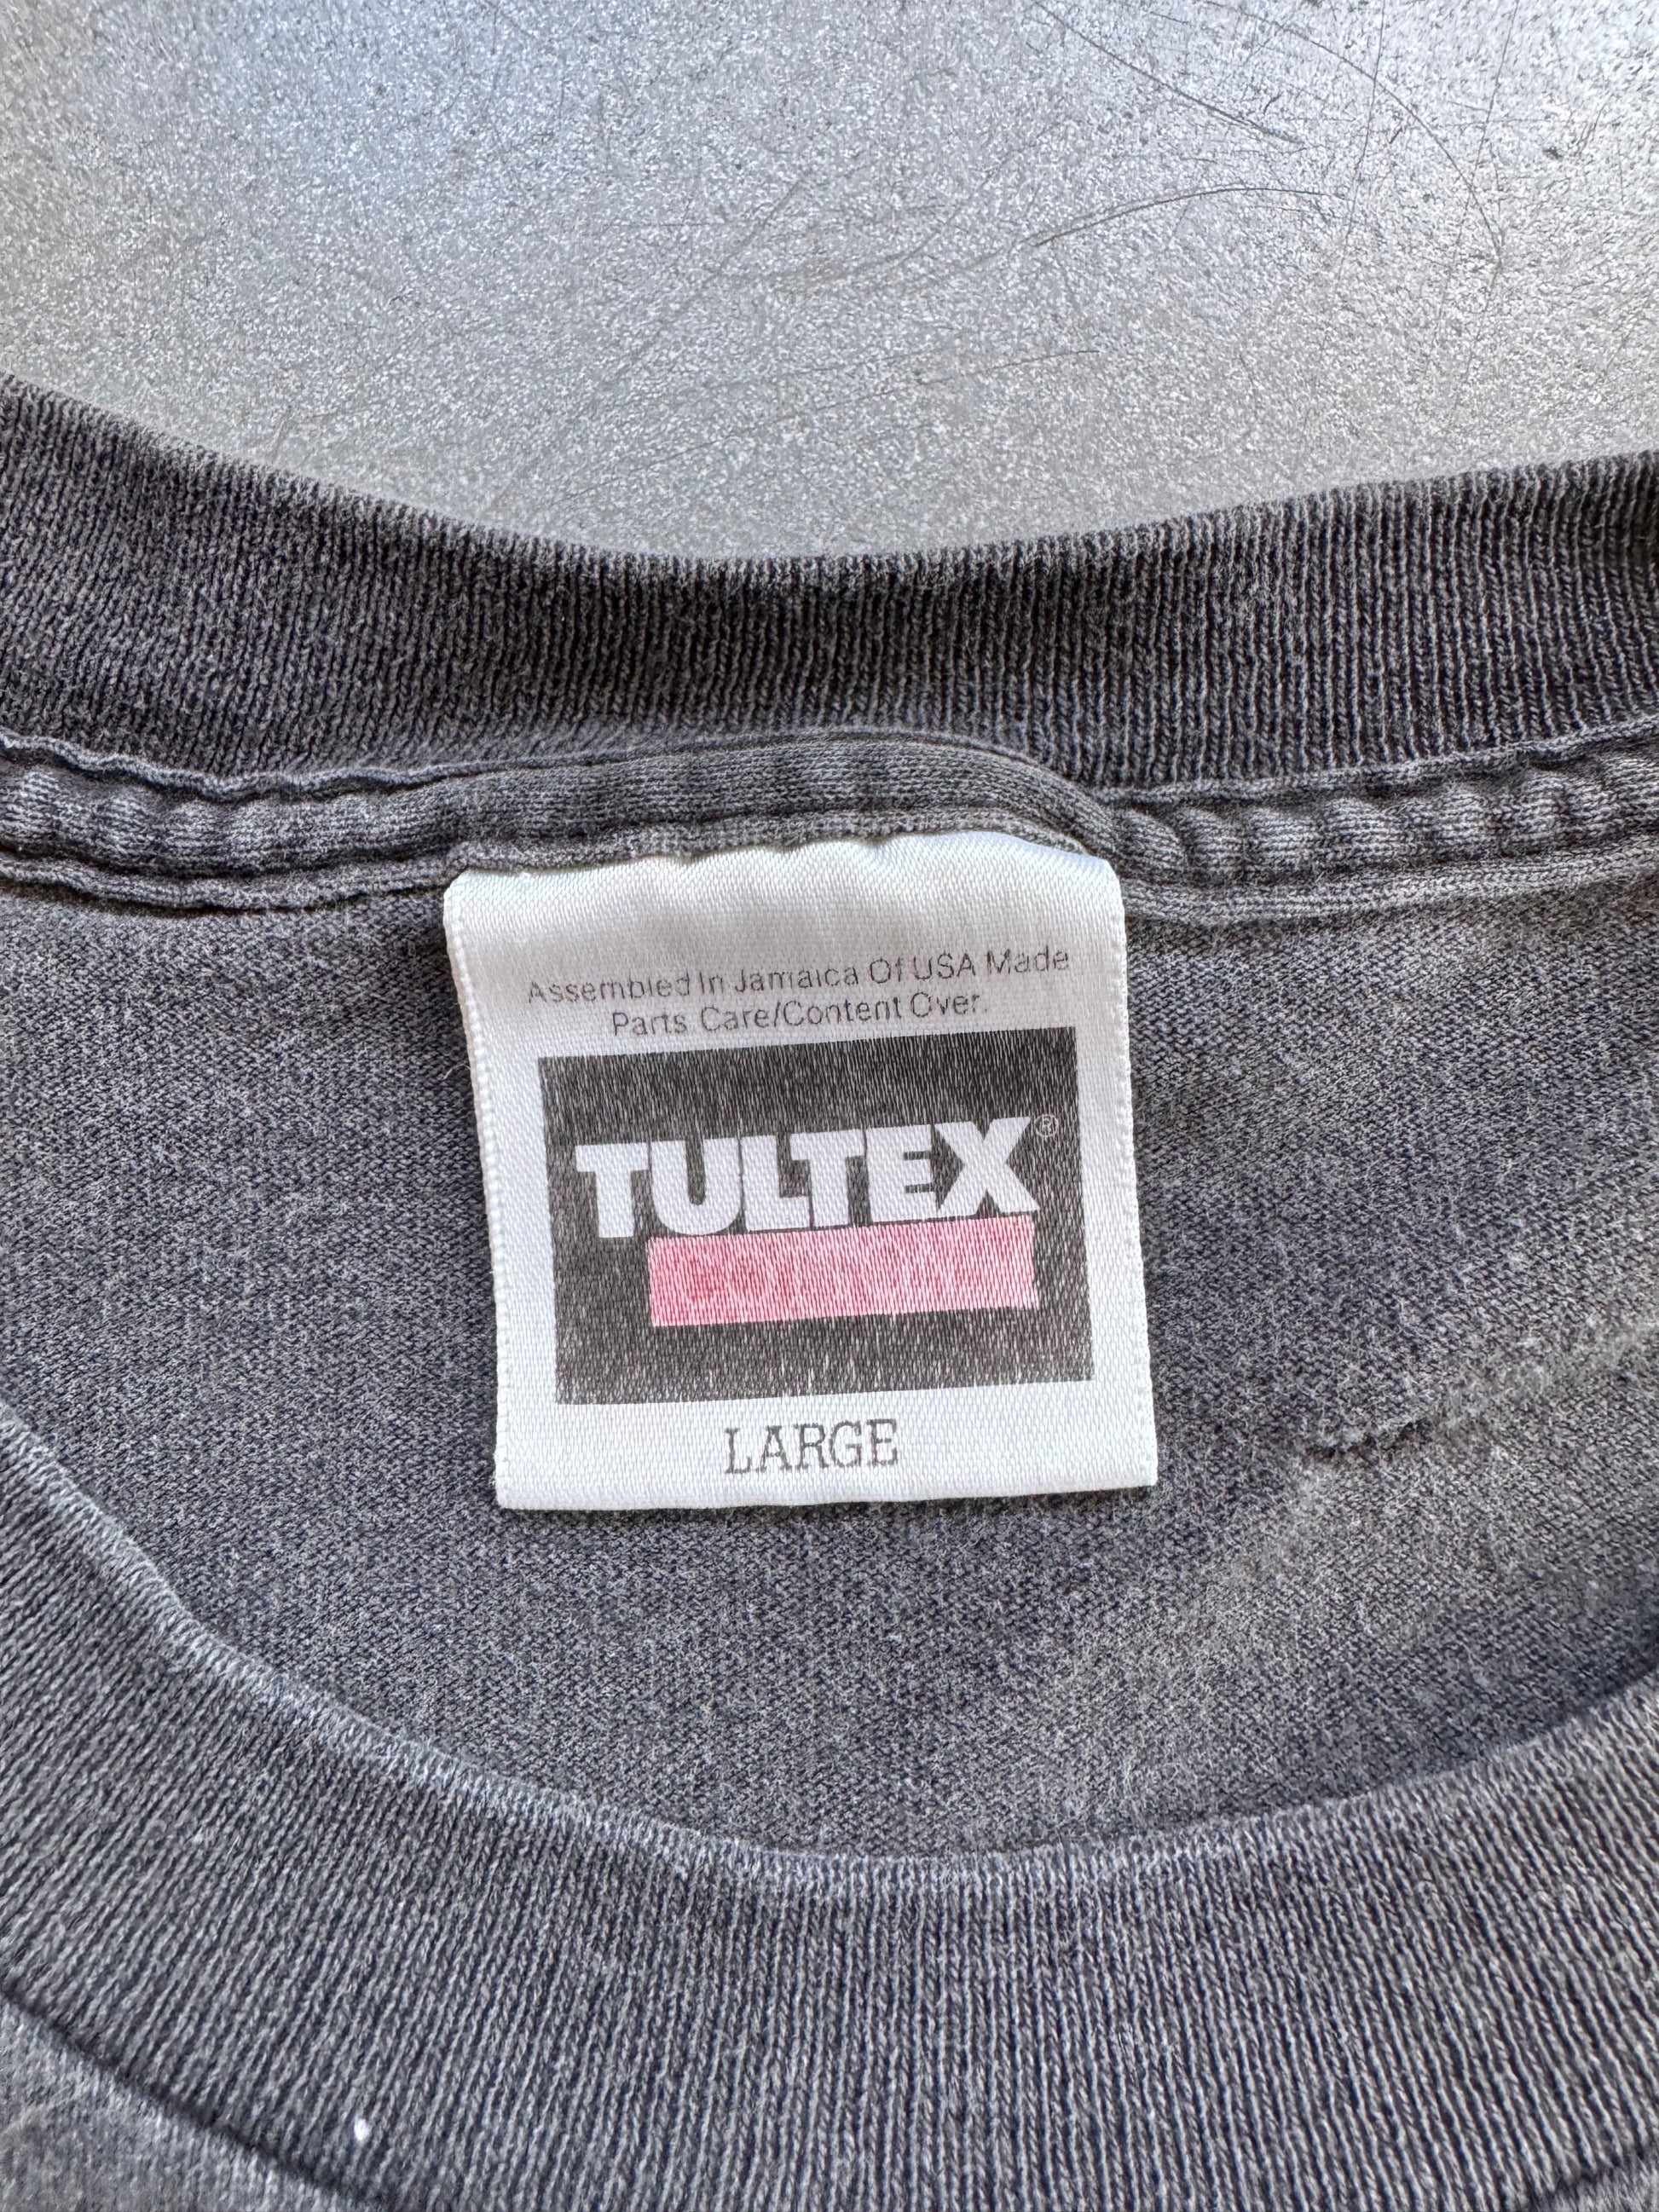 Assembled In Jamaica Of USA Made
Parts Care/Content Over.
TULTEX®
LARGE